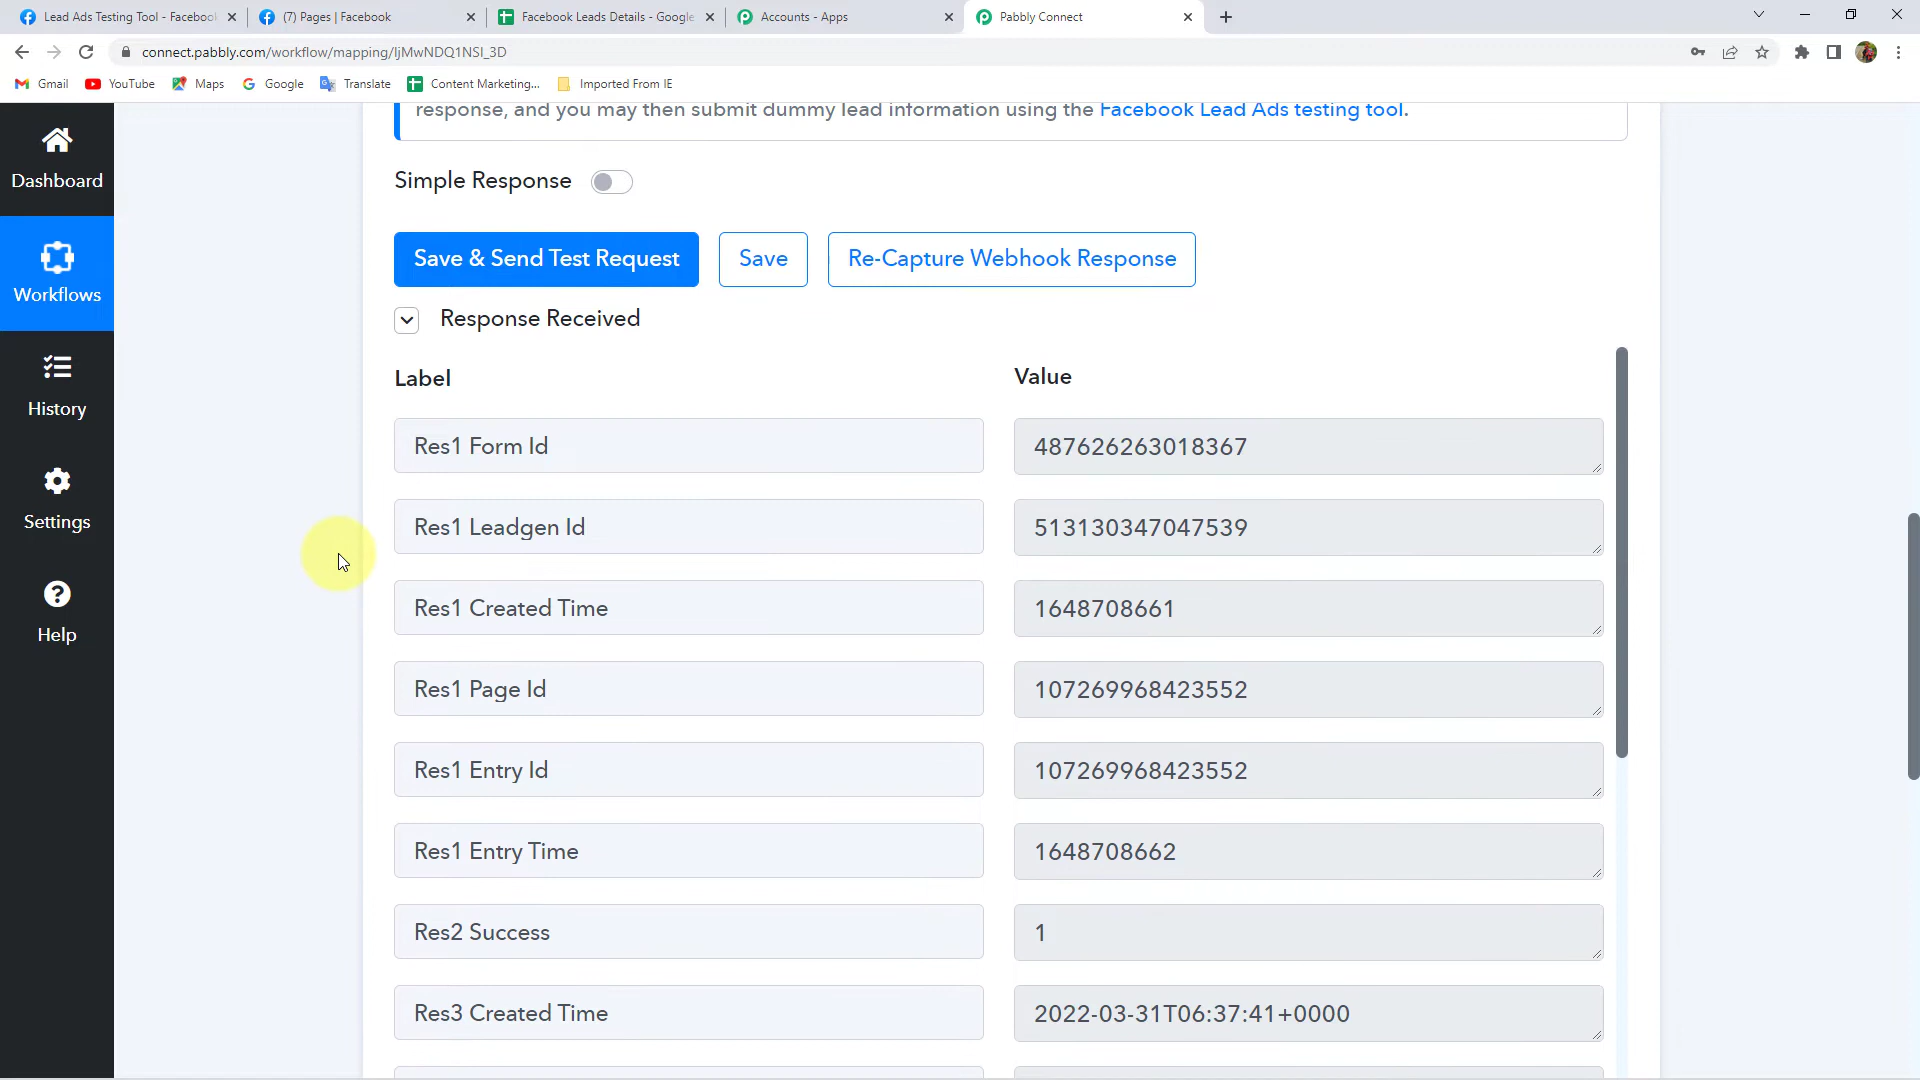 Lead Ads Testing Tool - Facebook
(7) Pages | Facebook
Facebook Leads Details - Google
Accounts - Apps
Pabbly Connect
connect.pabbly.com/workflow/mapping/IjMwNDQ1NSI_3D
Gmail
YouTube
Maps
Google
Translate
Content Marketing...
Imported From IE
Dashboard
Workflows
History
Settings
Help
response, and you may then submit dummy lead information using the Facebook Lead Ads testing tool.
Simple Response
Save & Send Test Request
Save
Re-Capture Webhook Response
Response Received
Label
Value
Res1 Form Id
487626263018367
Res1 Leadgen Id
513130347047539
Res1 Created Time
1648708661
Res1 Page Id
107269968423552
Res1 Entry Id
107269968423552
Res1 Entry Time
1648708662
Res2 Success
1
Res3 Created Time
2022-03-31T06:37:41+0000